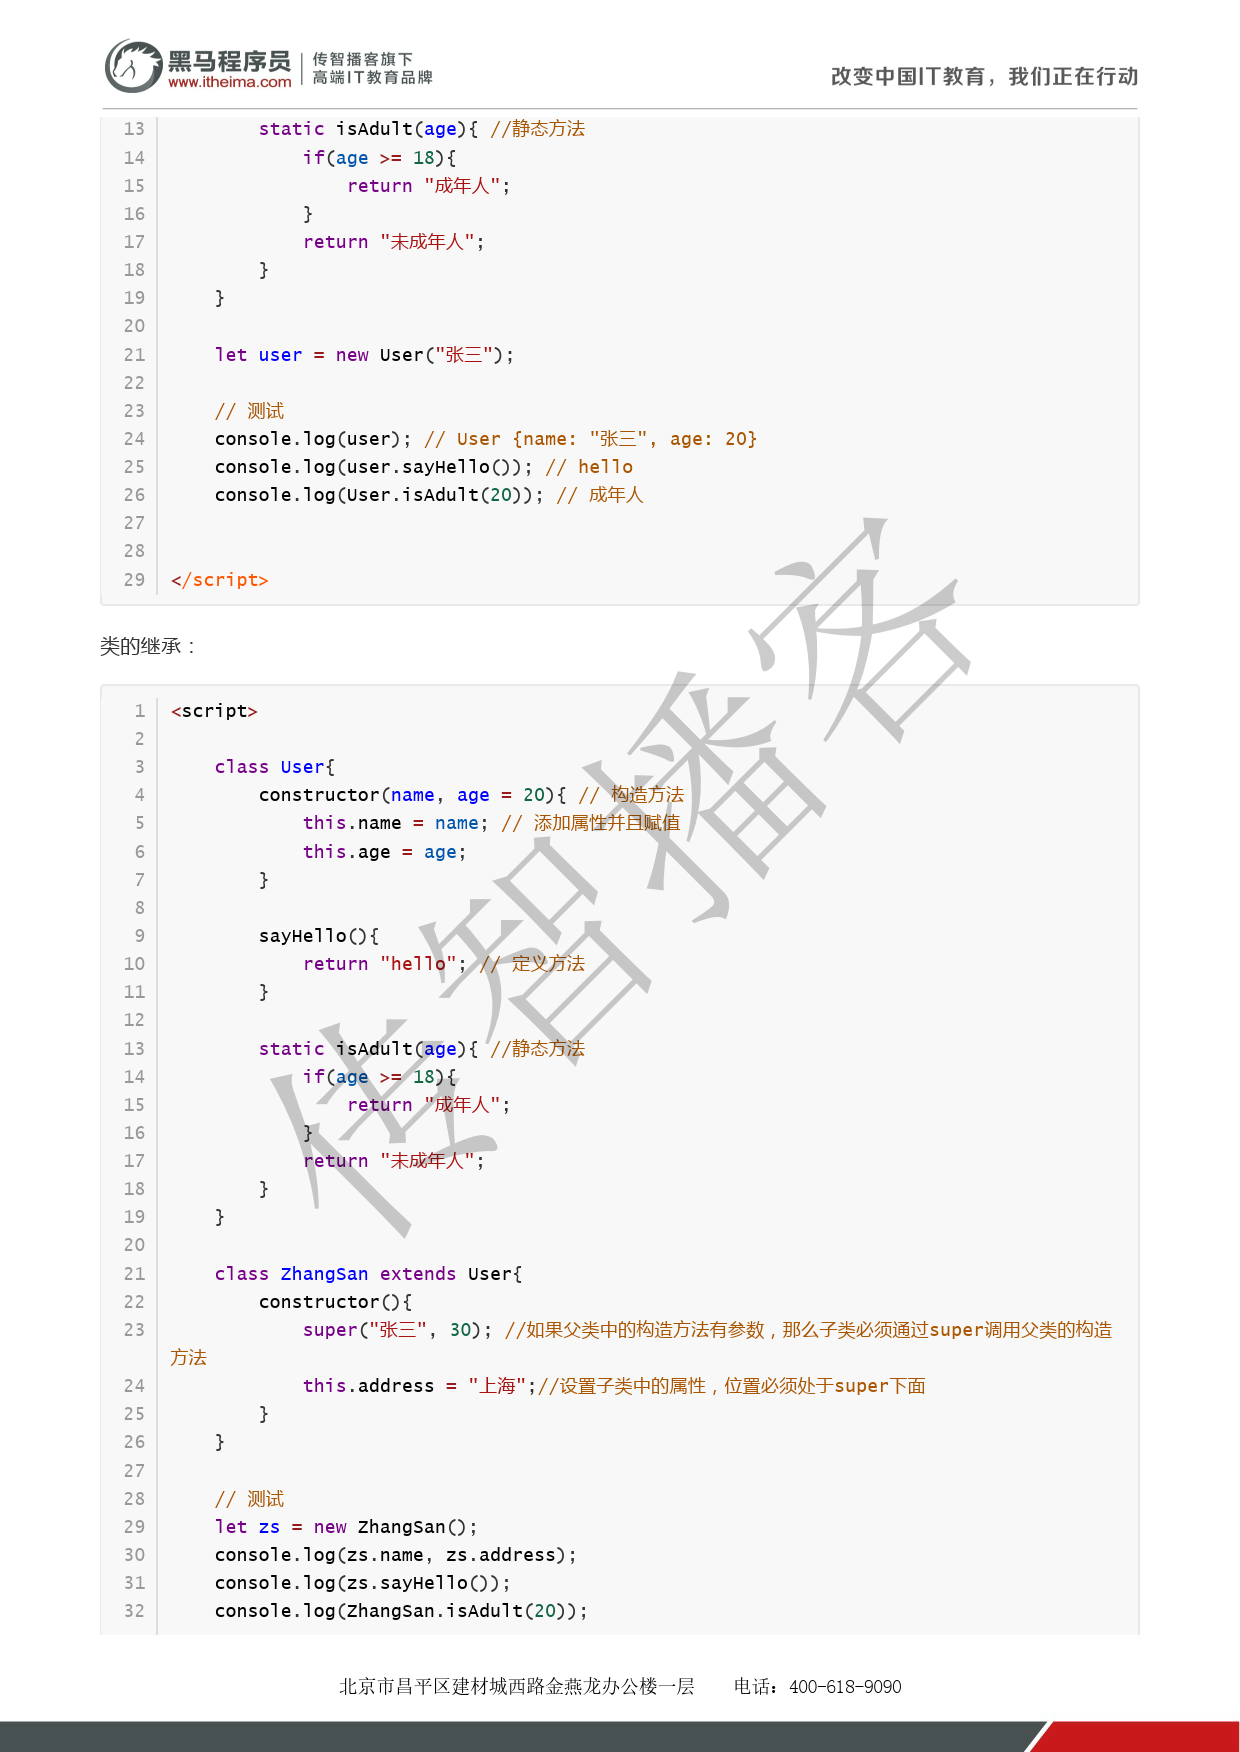 黑马程序员
www.itheima.com
传智播客旗下
高端IT教育品牌
改变中国IT教育，我们正在行动
13 static isAdult(age){ //静态方法
14 if(age >= 18){
15 return "成年人";
16 }
17 return "未成年人";
18 }
19 }
20
21 let user = new User("张三");
22
23 // 测试
24 console.log(user); // User {name: "张三", age: 20}
25 console.log(user.sayHello()); // hello
26 console.log(User.isAdult(20)); // 成年人
27
28
29 </script>
类的继承：
1 <script>
2
3 class User{
4 constructor(name, age = 20){ // 构造方法
5 this.name = name; // 添加属性并且赋值
6 this.age = age;
7 }
8
9 sayHello(){
10 return "hello"; // 定义方法
11 }
12
13 static isAdult(age){ //静态方法
14 if(age >= 18){
15 return "成年人";
16 }
17 return "未成年人";
18 }
19 }
20
21 class ZhangSan extends User{
22 constructor(){
23 super("张三", 30); //如果父类中的构造方法有参数，那么子类必须通过super调用父类的构造
方法
24 this.address = "上海";//设置子类中的属性，位置必须处于super下面
25 }
26 }
27
28 // 测试
29 let zs = new ZhangSan();
30 console.log(zs.name, zs.address);
31 console.log(zs.sayHello());
32 console.log(ZhangSan.isAdult(20));
传智播客
北京市昌平区建材城西路金燕龙办公楼一层 电话：400-618-9090